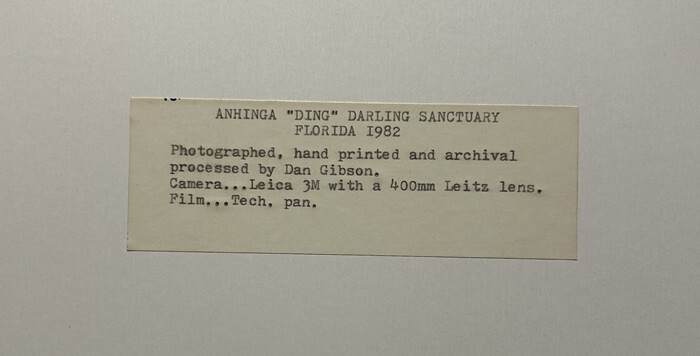 ANHINGA "DING" DARLING SANCTUARY
FLORIDA I982
Photographed, hand printed and archival
processed by Dan Gibson.
Camera...Leica 3M with a 400mm Leitz lens.
Film...Tech. pan.